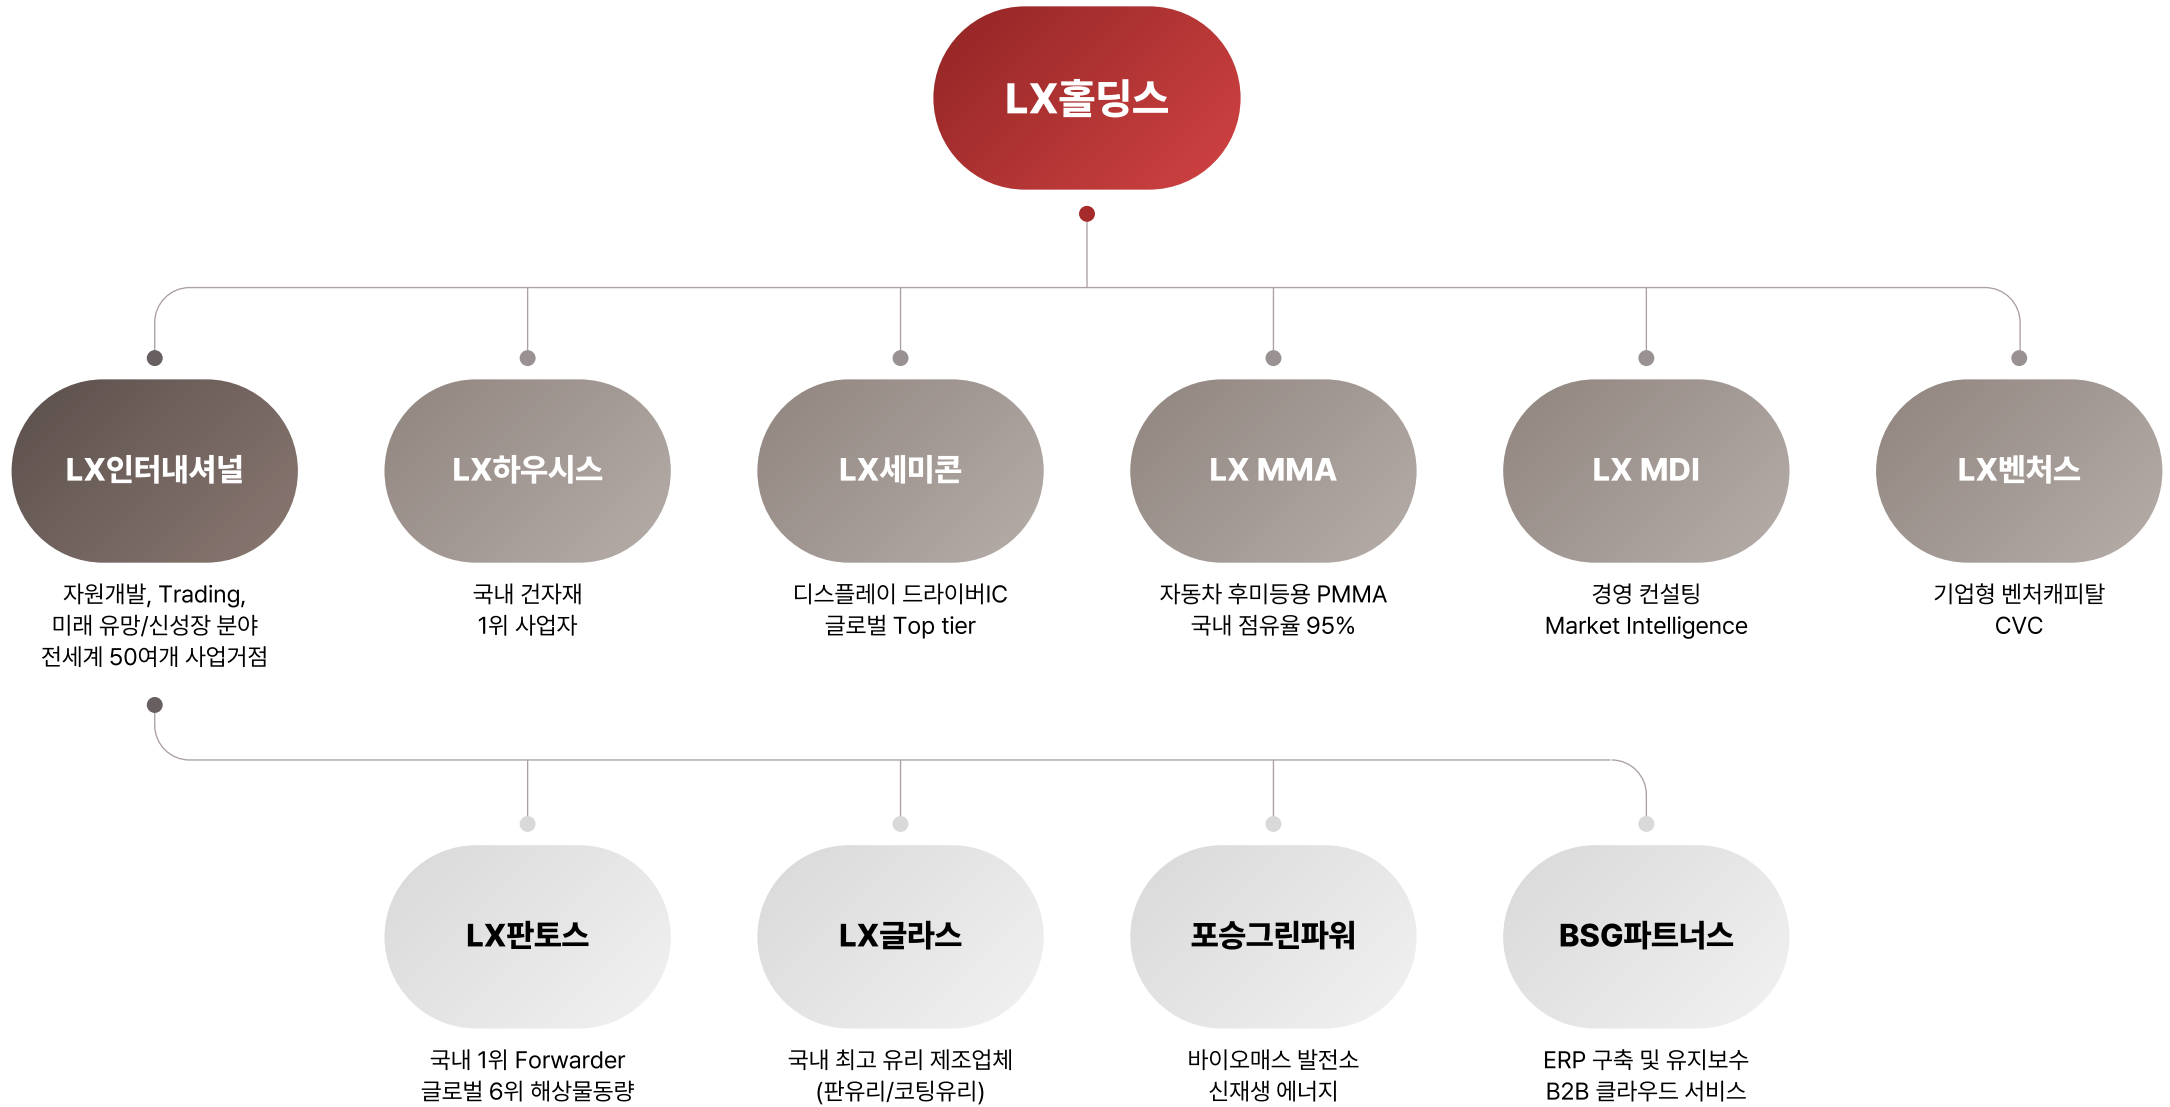 LX홀딩스
LX인터내셔널
자원개발, Trading,
미래 유망/신성장 분야
전세계 50여개 사업거점
LX하우시스
국내 건자재
1위 사업자
LX세미콘
디스플레이 드라이버IC
글로벌 Top tier
LX MMA
자동차 후미등용 PMMA
국내 점유율 95%
LX MDI
경영 컨설팅
Market Intelligence
LX벤처스
기업형 벤처캐피탈
CVC
LX판토스
국내 1위 Forwarder
글로벌 6위 해상물동량
LX글라스
국내 최고 유리 제조업체
(판유리/코팅유리)
포승그린파워
바이오매스 발전소
신재생 에너지
BSG파트너스
ERP 구축 및 유지보수
B2B 클라우드 서비스